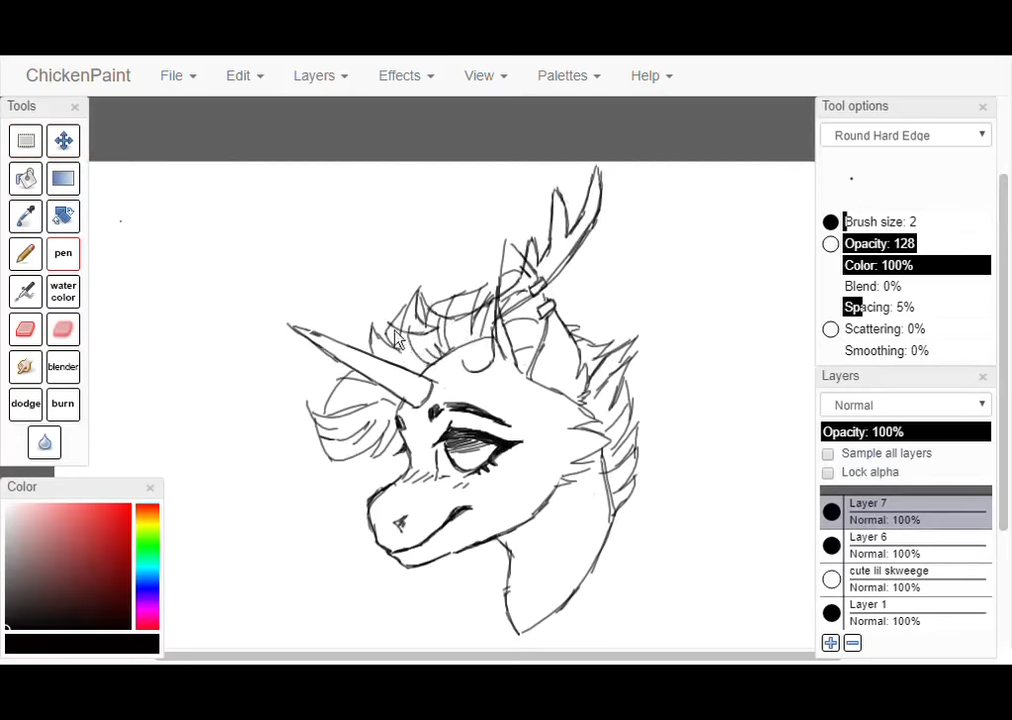 ChickenPaint File Edit Layers Effects View Palettes Help
Tools
pen
water color
blender
dodge burn
Color
Tool options
Round Hard Edge
Brush size: 2
Opacity: 128
Color: 100%
Blend: 0%
Spacing: 5%
Scattering: 0%
Smoothing: 0%
Layers
Normal
Opacity: 100%
Sample all layers
Lock alpha
Layer 7
Normal: 100%
Layer 6
Normal: 100%
cute lil skweege
Normal: 100%
Layer 1
Normal: 100%